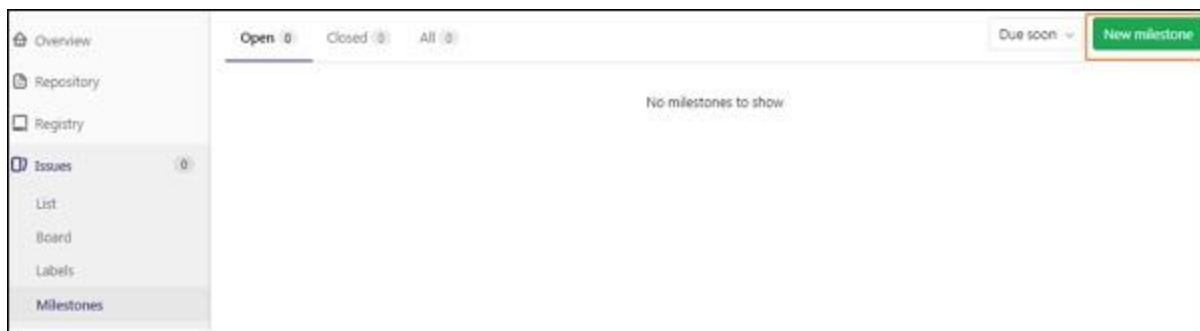 Overview
Repository
Registry
Issues 0
List
Board
Labels
Milestones
Open 0 Closed 0 All 0
Due soon
New milestone
No milestones to show